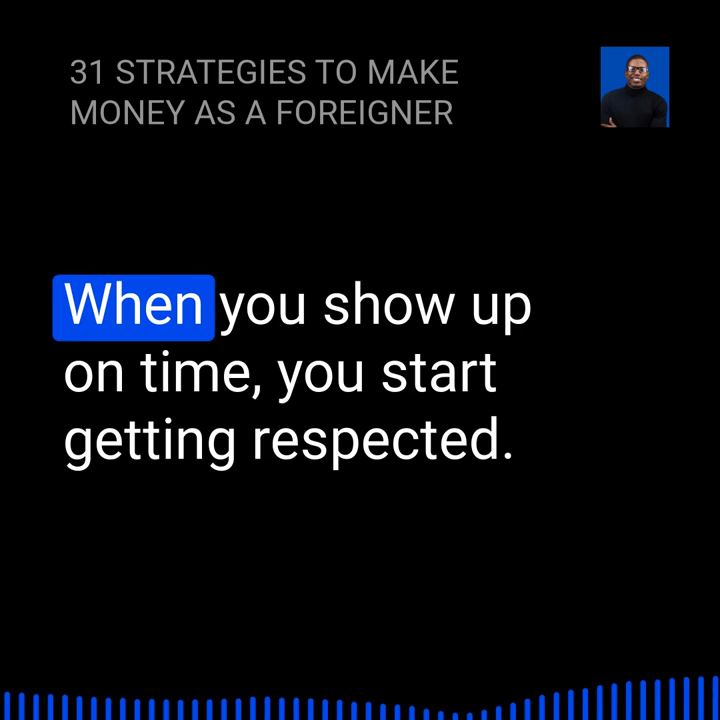 31 STRATEGIES TO MAKE
MONEY AS A FOREIGNER
When you show up
on time, you start
getting respected.